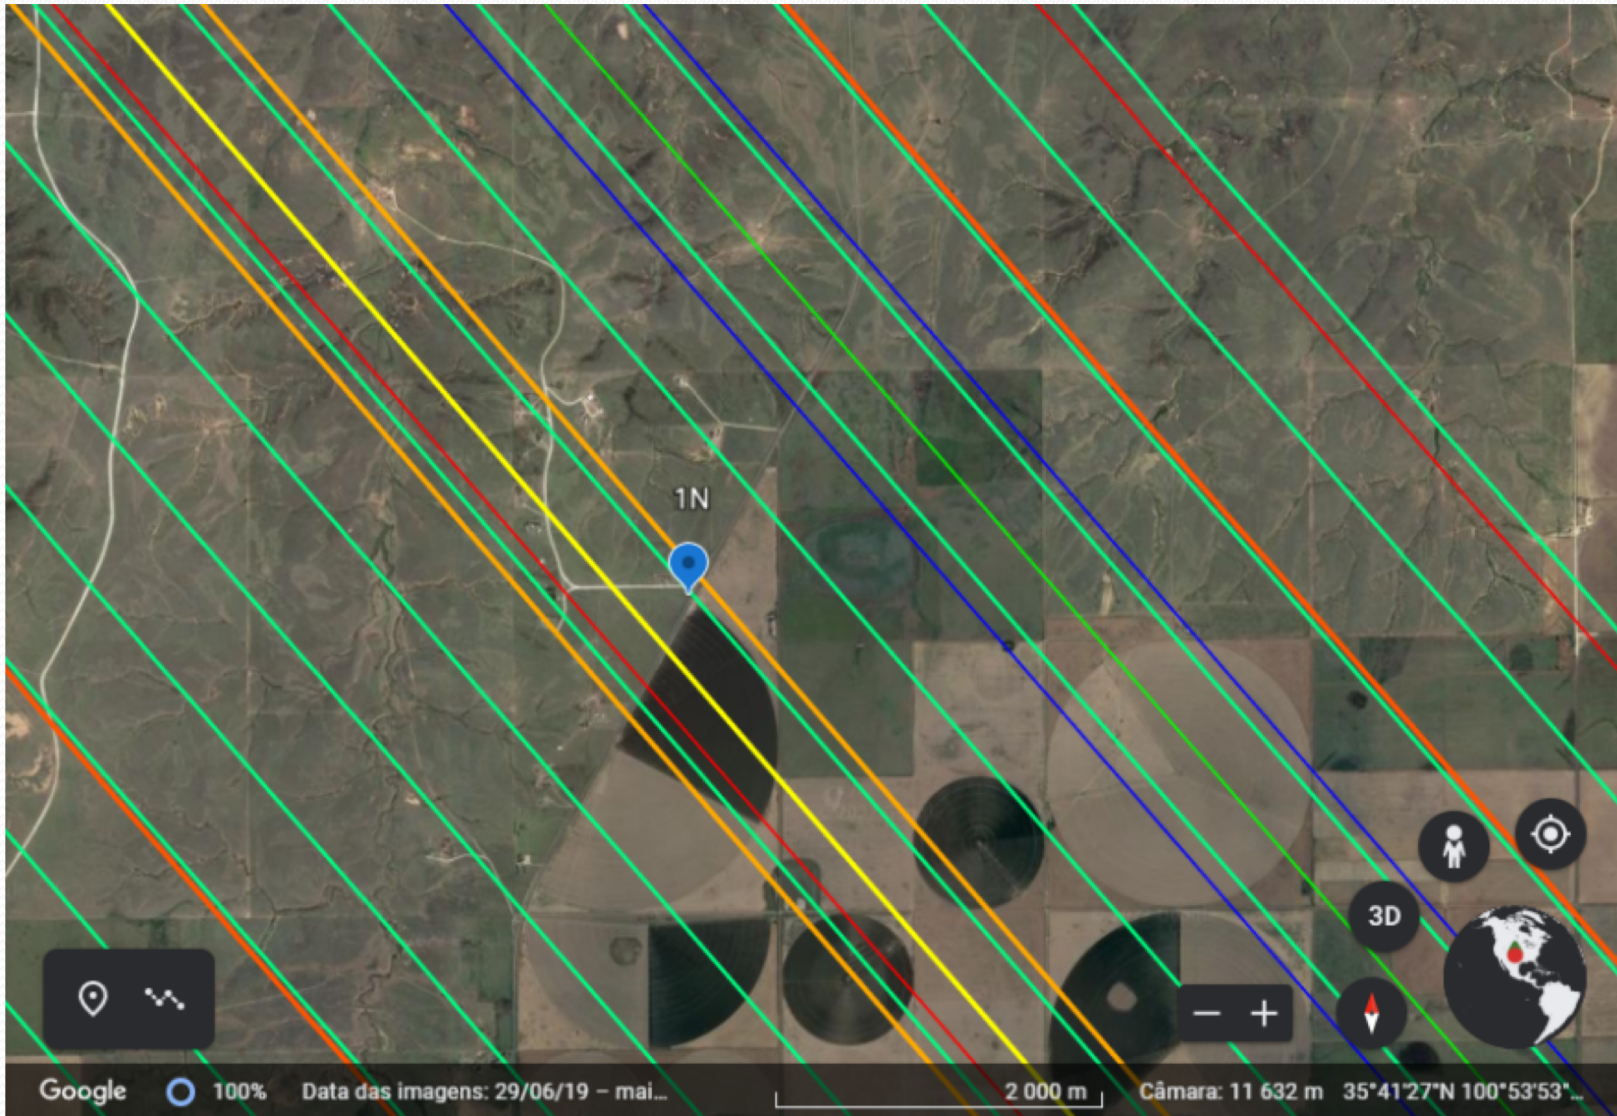 1N
3D
Google 100% Data das imagens: 29/06/19 – mai... 2 000 m Câmara: 11 632 m 35°41'27"N 100°53'53"...